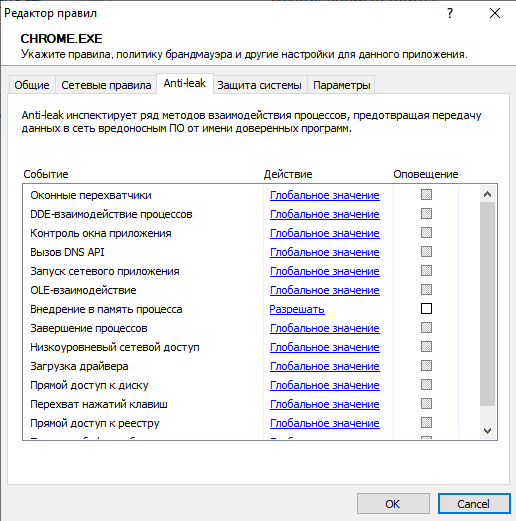 Редактор правил
CHROME.EXE
Укажите правила, политику брандмауэра и другие настройки для данного приложения.
Общие Сетевые правила Anti-leak Защита системы Параметры
Anti-leak инспектирует ряд методов взаимодействия процессов, предотвращая передачу
данных в сеть вредоносным ПО от имени доверенных программ.
Событие Действие Оповещение
Оконные перехватчики Глобальное значение
DDE-взаимодействие процессов Глобальное значение
Контроль окна приложения Глобальное значение
Вызов DNS API Глобальное значение
Запуск сетевого приложения Глобальное значение
OLE-взаимодействие Глобальное значение
Внедрение в память процесса Разрешать
Завершение процессов Глобальное значение
Низкоуровневый сетевой доступ Глобальное значение
Загрузка драйвера Глобальное значение
Прямой доступ к диску Глобальное значение
Перехват нажатий клавиш Глобальное значение
Прямой доступ к реестру Глобальное значение
OK Cancel